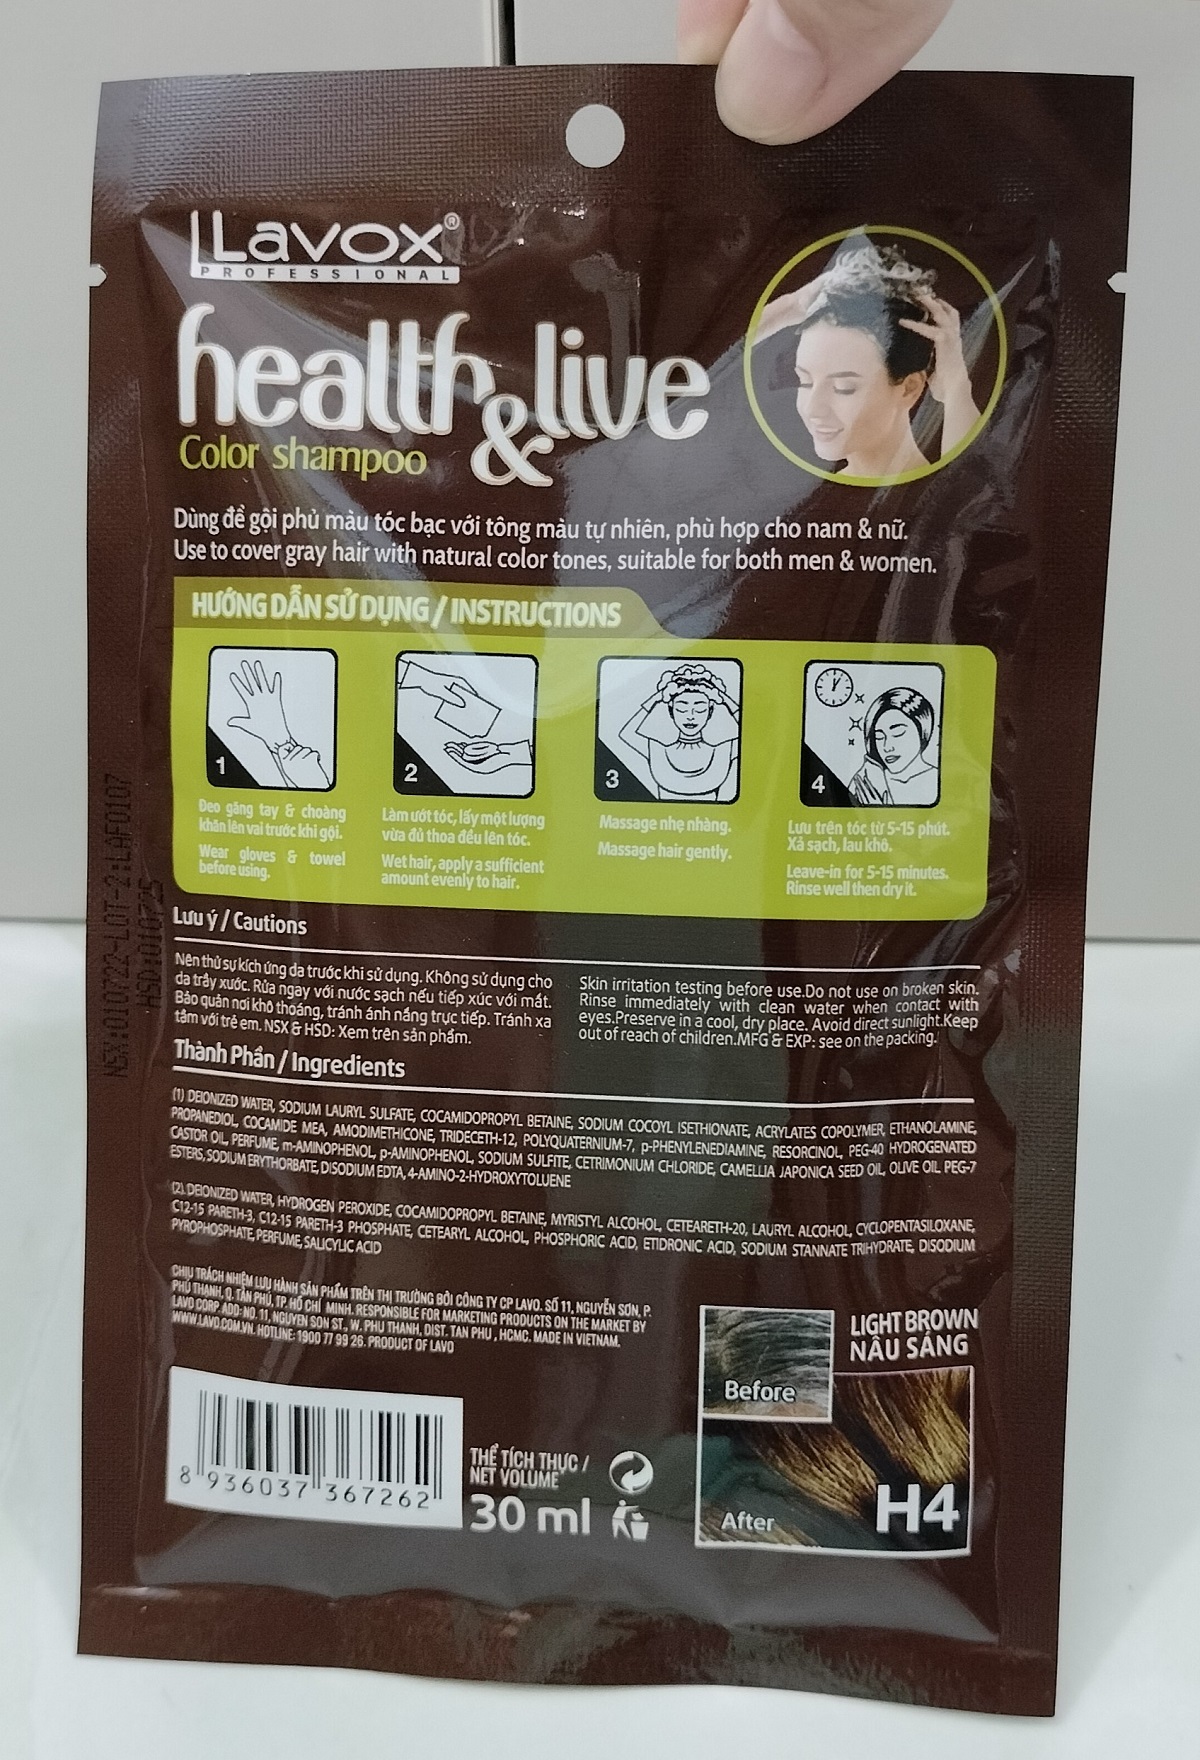 Lavox®
PROFESSIONAL
health & live
Color shampoo
Dùng để gội phủ màu tóc bạc với tông màu tự nhiên, phù hợp cho nam & nữ.
Use to cover gray hair with natural color tones, suitable for both men & women.
HƯỚNG DẪN SỬ DỤNG / INSTRUCTIONS
1
Đeo găng tay & choàng
khăn lên vai trước khi gội.
Wear gloves & towel
before using.
2
Làm ướt tóc, lấy một lượng
vừa đủ thoa đều lên tóc.
Wet hair, apply a sufficient
amount evenly to hair.
3
Massage nhẹ nhàng.
Massage hair gently.
4
Lưu trên tóc từ 5-15 phút.
Xả sạch, lau khô.
Leave-in for 5-15 minutes.
Rinse well then dry it.
NSX:010722-LOT-2:LAF0107
HSD:010725
Lưu ý / Cautions
Nên thử sự kích ứng da trước khi sử dụng. Không sử dụng cho
da trầy xước. Rửa ngay với nước sạch nếu tiếp xúc với mắt.
Bảo quản nơi khô thoáng, tránh ánh nắng trực tiếp. Tránh xa
tầm với trẻ em. NSX & HSD: Xem trên sản phẩm.
Skin irritation testing before use.Do not use on broken skin.
Rinse immediately with clean water when contact with
eyes.Preserve in a cool, dry place. Avoid direct sunlight.Keep
out of reach of children.MFG & EXP: see on the packing.
Thành Phần / Ingredients
(1) DEIONIZED WATER, SODIUM LAURYL SULFATE, COCAMIDOPROPYL BETAINE, SODIUM COCOYL ISETHIONATE, ACRYLATES COPOLYMER, ETHANOLAMINE,
PROPANEDIOL, COCAMIDE MEA, AMODIMETHICONE, TRIDECETH-12, POLYQUATERNIUM-7, p-PHENYLENEDIAMINE, RESORCINOL, PEG-40 HYDROGENATED
CASTOR OIL, PERFUME, m-AMINOPHENOL, p-AMINOPHENOL, SODIUM SULFITE, CETRIMONIUM CHLORIDE, CAMELLIA JAPONICA SEED OIL, OLIVE OIL PEG-7
ESTERS, SODIUM ERYTHORBATE, DISODIUM EDTA, 4-AMINO-2-HYDROXYTOLUENE
(2) DEIONIZED WATER, HYDROGEN PEROXIDE, COCAMIDOPROPYL BETAINE, MYRISTYL ALCOHOL, CETEARETH-20, LAURYL ALCOHOL, CYCLOPENTASILOXANE,
C12-15 PARETH-3, C12-15 PARETH-3 PHOSPHATE, CETEARYL ALCOHOL, PHOSPHORIC ACID, ETIDRONIC ACID, SODIUM STANNATE TRIHYDRATE, DISODIUM
PYROPHOSPHATE, PERFUME, SALICYLIC ACID
CHỊU TRÁCH NHIỆM LƯU HÀNH SẢN PHẨM TRÊN THỊ TRƯỜNG BỞI CÔNG TY CP LAVO. SỐ 11, NGUYỄN SƠN, P.
PHÚ THẠNH, Q. TÂN PHÚ, TP. HỒ CHÍ MINH. RESPONSIBLE FOR MARKETING PRODUCTS ON THE MARKET BY
LAVO CORP. ADD: NO. 11, NGUYEN SON ST., W. PHU THANH, DIST. TAN PHU , HCMC. MADE IN VIETNAM.
WWW.LAVO.COM.VN. HOTLINE: 1900 77 99 26. PRODUCT OF LAVO
LIGHT BROWN
NÂU SÁNG
Before
After
H4
8 936037 367262
THỂ TÍCH THỰC /
NET VOLUME
30 ml